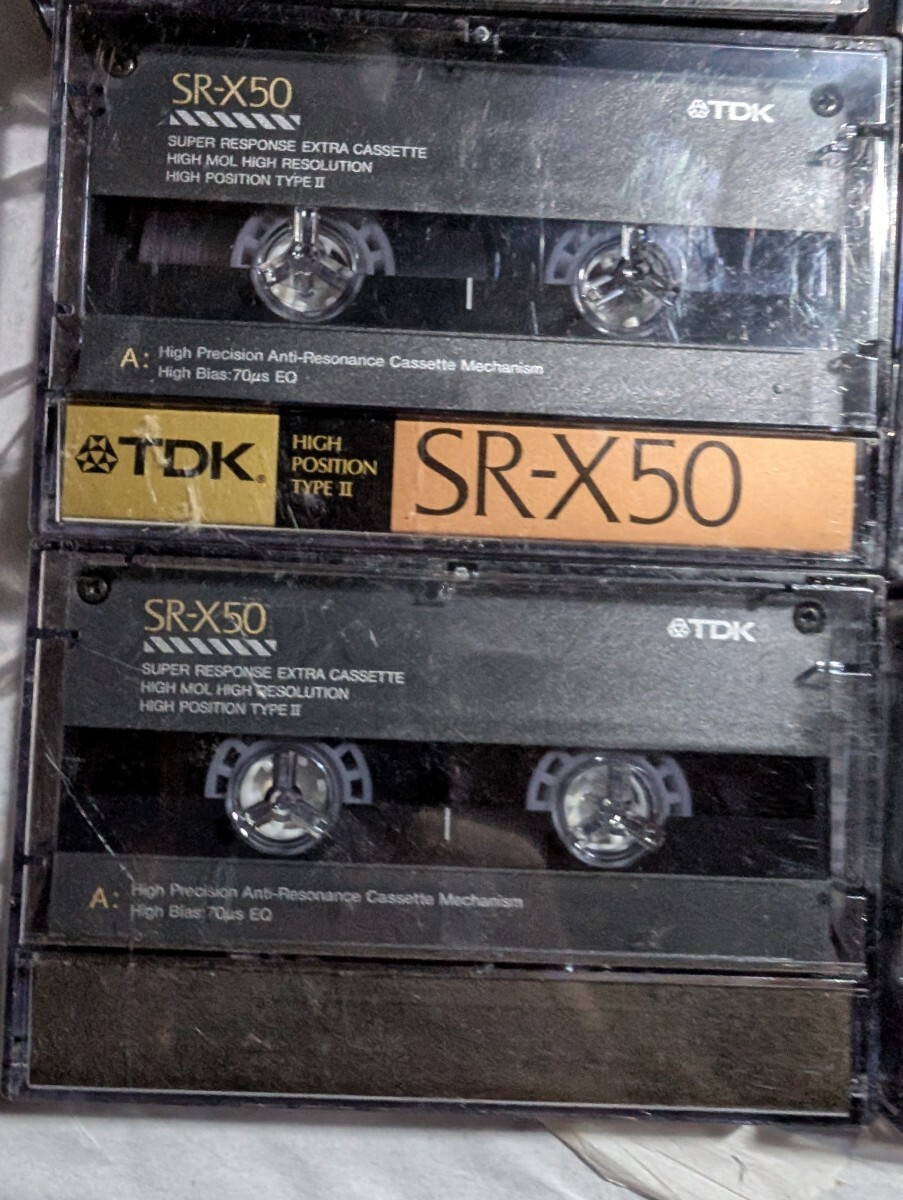 SR-X50
TDK
SUPER RESPONSE EXTRA CASSETTE
HIGH MOL HIGH RESOLUTION
HIGH POSITION TYPE II
A: High Precision Anti-Resonance Cassette Mechanism
High Bias:70μs EQ
TDK®
HIGH
POSITION
TYPE II
SR-X50
SR-X50
TDK
SUPER RESPONSE EXTRA CASSETTE
HIGH MOL HIGH RESOLUTION
HIGH POSITION TYPE II
A: High Precision Anti-Resonance Cassette Mechanism
High Bias:70μs EQ